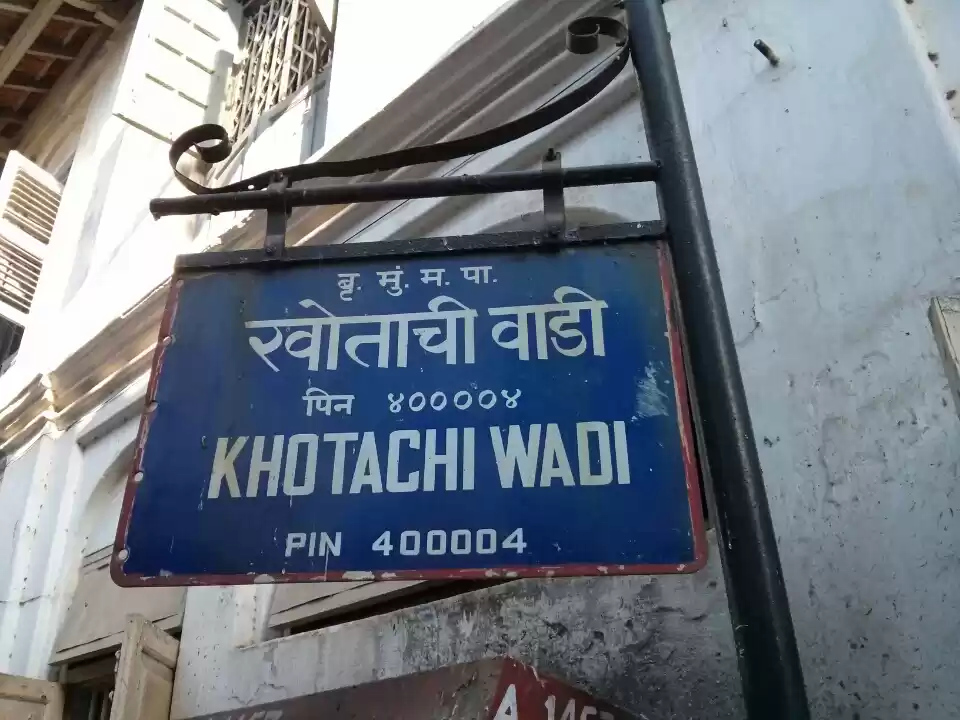 बृ. मुं. म. पा.
खोताची वाडी
पिन ४००००४
KHOTACHI WADI
PIN 400004
A